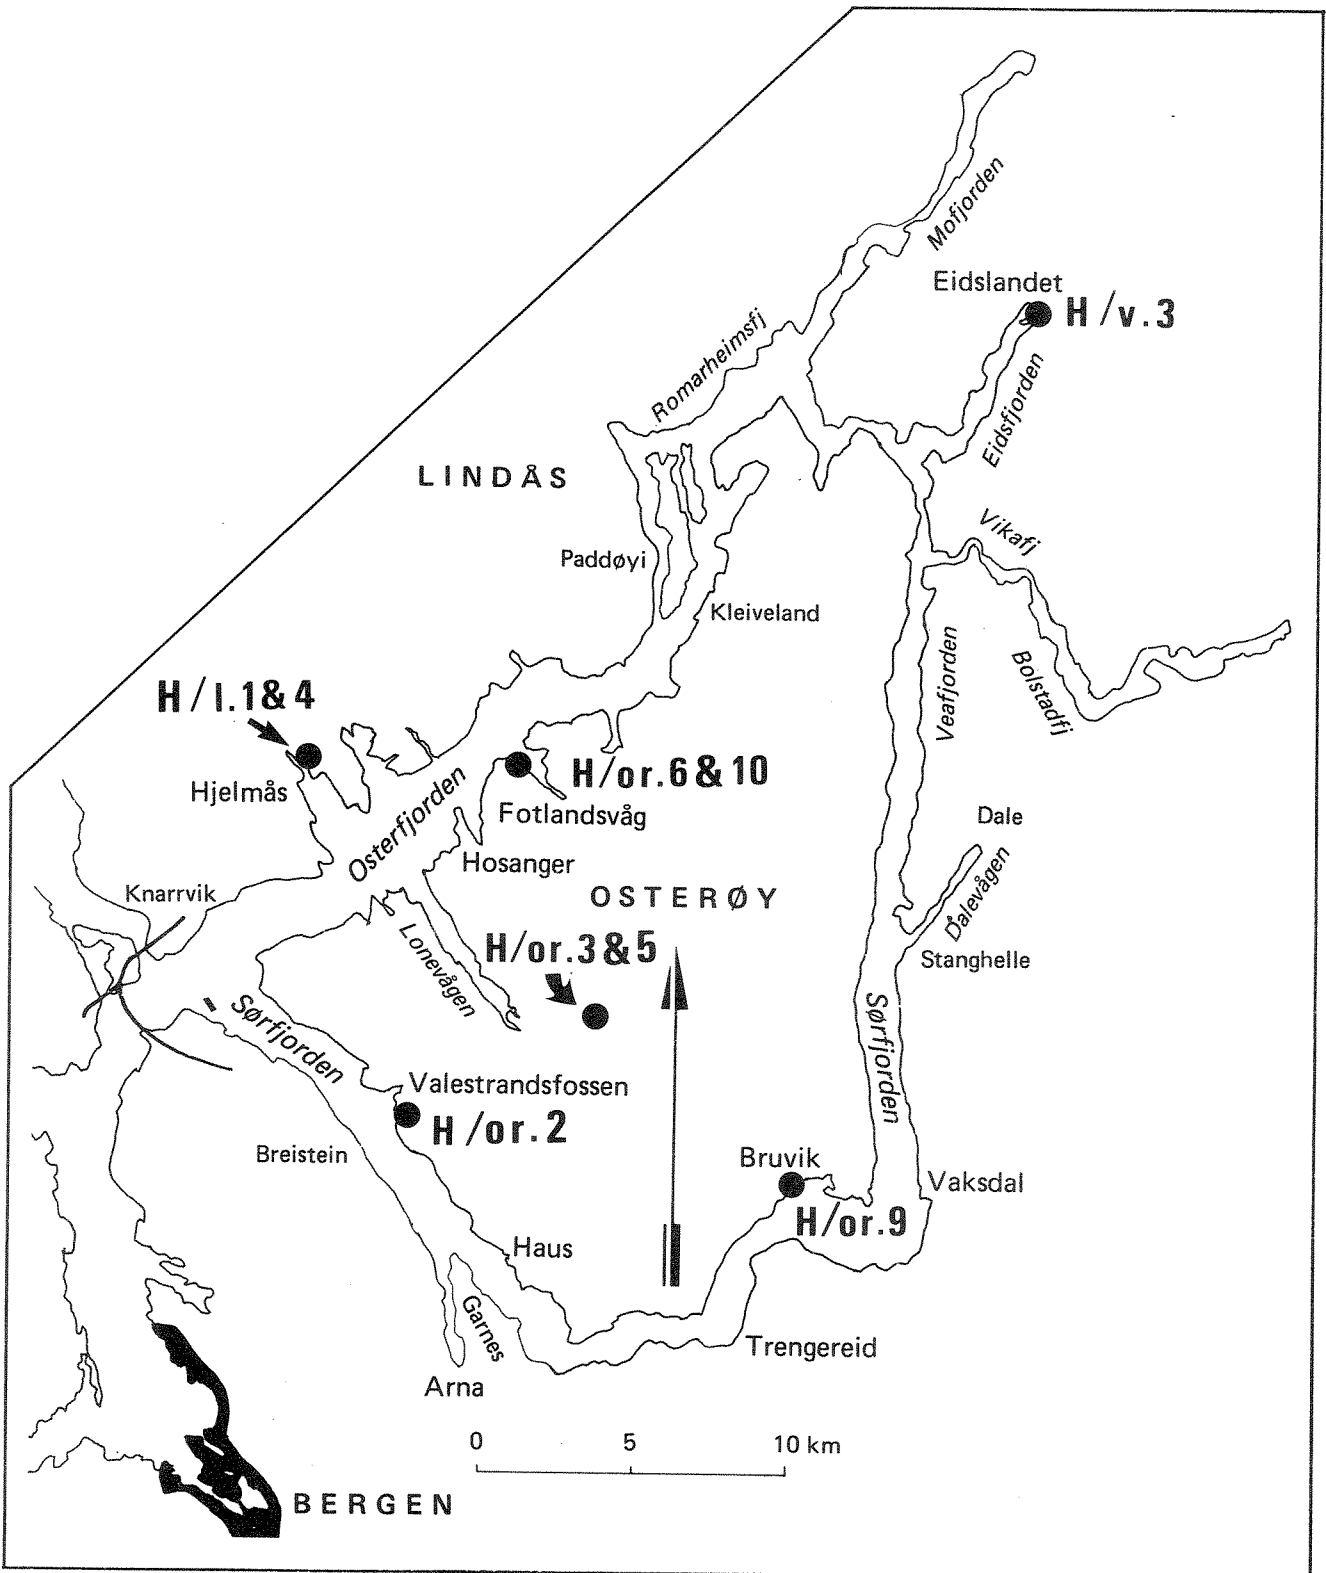 Mofjorden
Eidslandet
H/v.3
Romarheimsfj
Eidsfjorden
LINDÅS
Vikafj
Paddøyi
Kleiveland
Veafjorden
Bolstadfj
H/l.1&4
Hjelmås
H/or.6&10
Fotlandsvåg
Osterfjorden
Hosanger
Dale
Dalevågen
Knarrvik
OSTERØY
Lonevågen
H/or.3&5
Stanghelle
Sørfjorden
Sørfjorden
Valestrandsfossen
H/or.2
Breistein
Bruvik
Vaksdal
H/or.9
Haus
Garnes
Trengereid
Arna
0 5 10 km
BERGEN